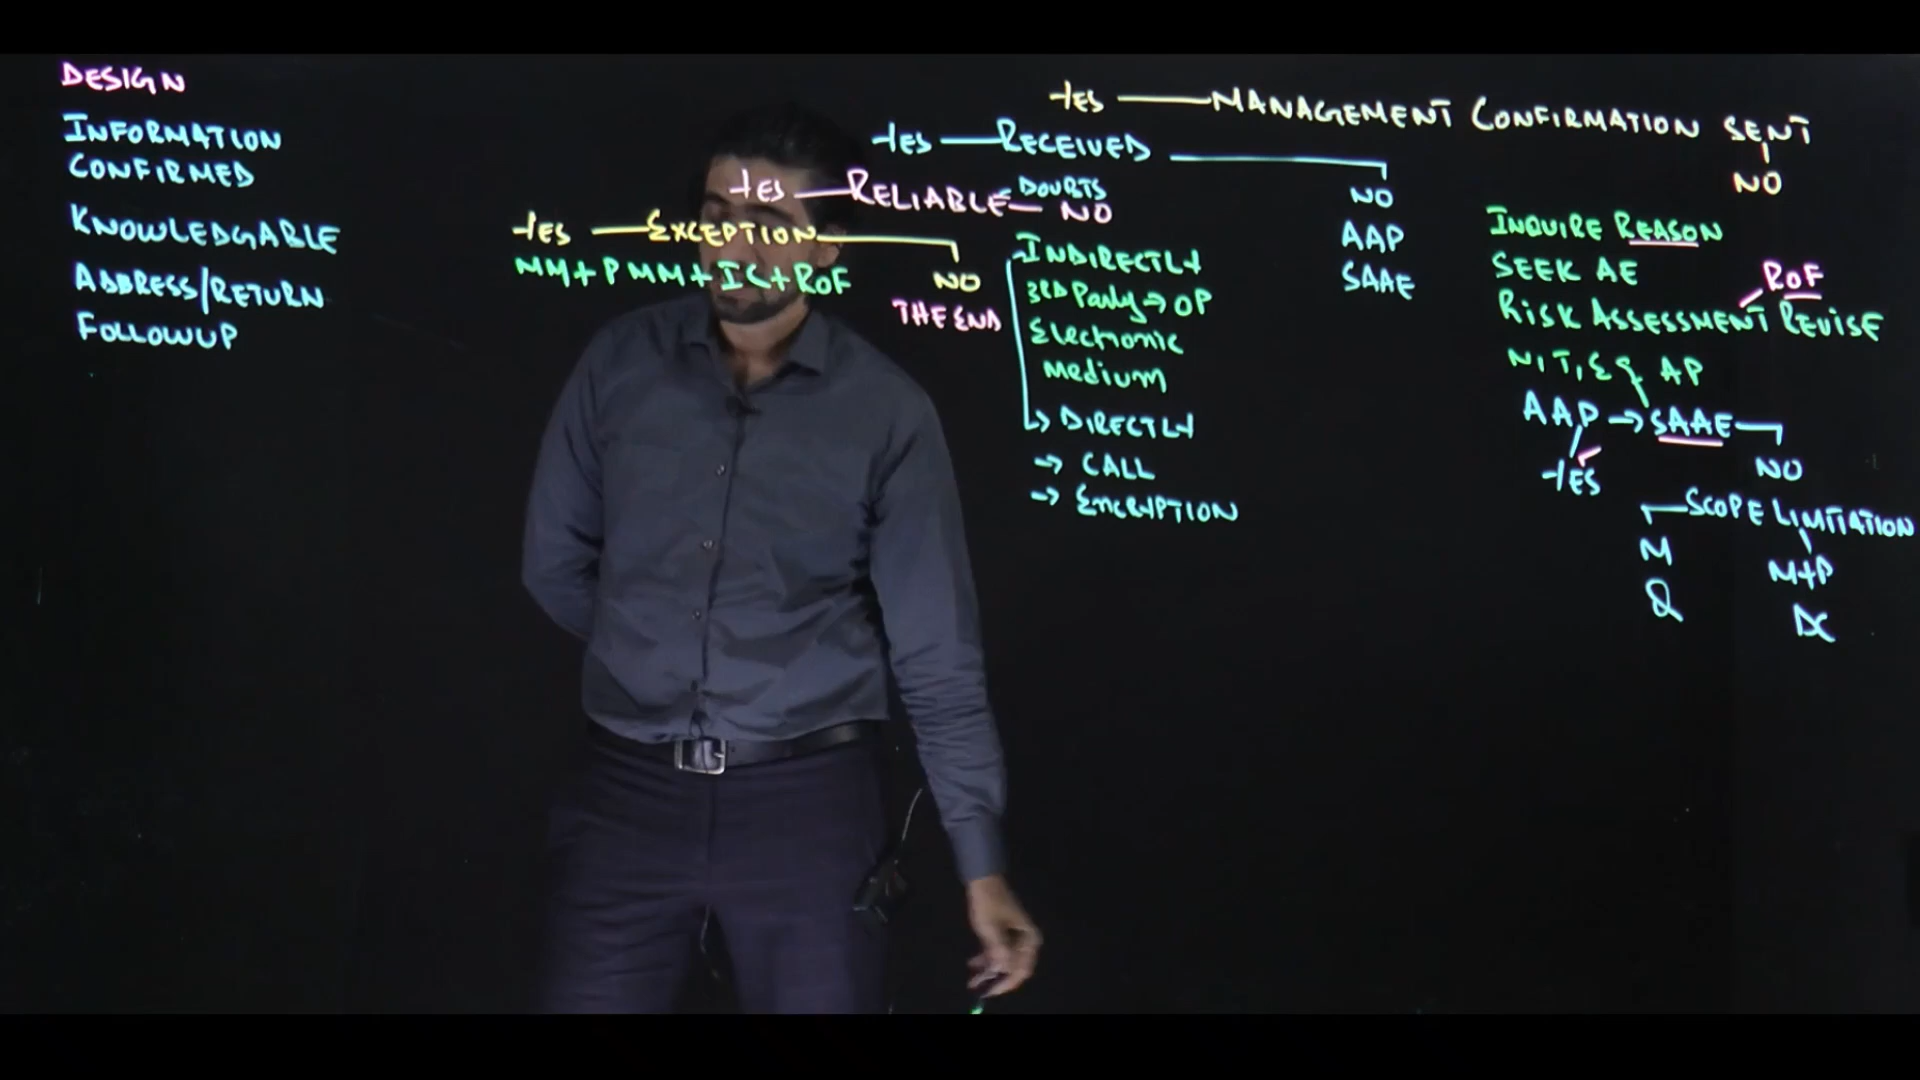 DESIGN
INFORMATION
CONFIRMED
KNOWLEDGABLE
ADDRESS/RETURN
FOLLOWUP
YES — MANAGEMENT CONFIRMATION SENT
NO
YES — RECEIVED
NO
AAP
SAAE
YES — RELIABLE — NO
DOUBTS
YES — EXCEPTION
NO
THE END
MM + PMM + IC + ROF
INDIRECTLY
3RD Party → OP
Electronic
Medium
↳ DIRECTLY
→ CALL
→ ENCRYPTION
INQUIRE REASON
SEEK AE
ROF
RISK ASSESSMENT REVISE
N, T, E of AP
AAP → SAAE
YES
NO
SCOPE LIMTIATION
M
Q
M+P
DC